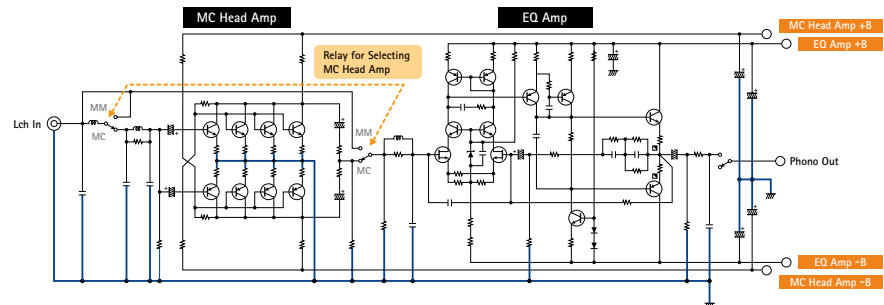 MC Head Amp
EQ Amp
MC Head Amp +B
EQ Amp +B
Relay for Selecting
MC Head Amp
MM
Lch In
MC
MM
MC
Phono Out
EQ Amp -B
MC Head Amp -B